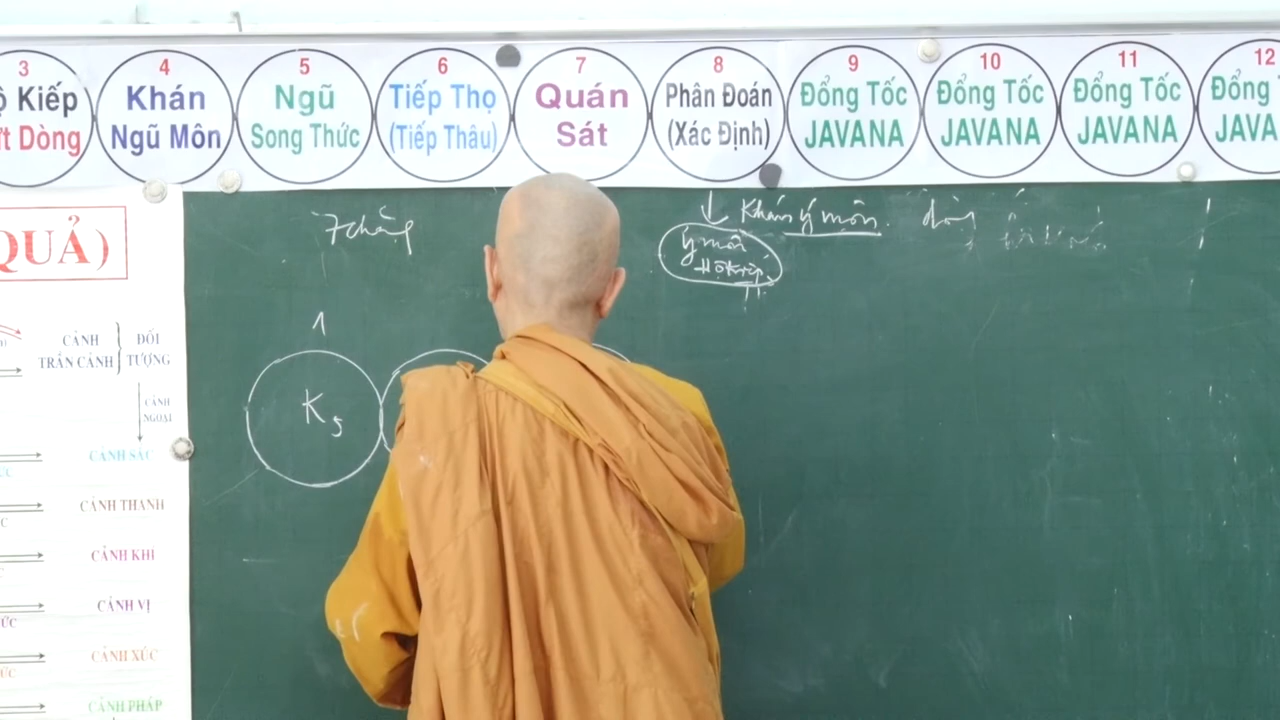 3 4 5 6 7 8 9 10 11 12
Kiếp Khán Ngũ Tiếp Thọ Quán Phân Đoán Đổng Tốc Đổng Tốc Đổng Tốc Đổng
Dòng Ngũ Môn Song Thức (Tiếp Thâu) Sát (Xác Định) JAVANA JAVANA JAVANA JAVA
QUẢ)
CẢNH
TRẦN CẢNH
ĐỐI
TƯỢNG
CẢNH
NGOẠI
CẢNH SẮC
CẢNH THANH
CẢNH KHI
CẢNH VỊ
CẢNH XÚC
CẢNH PHÁP
7 chặng
Khán ý môn
ý môn
1
K5